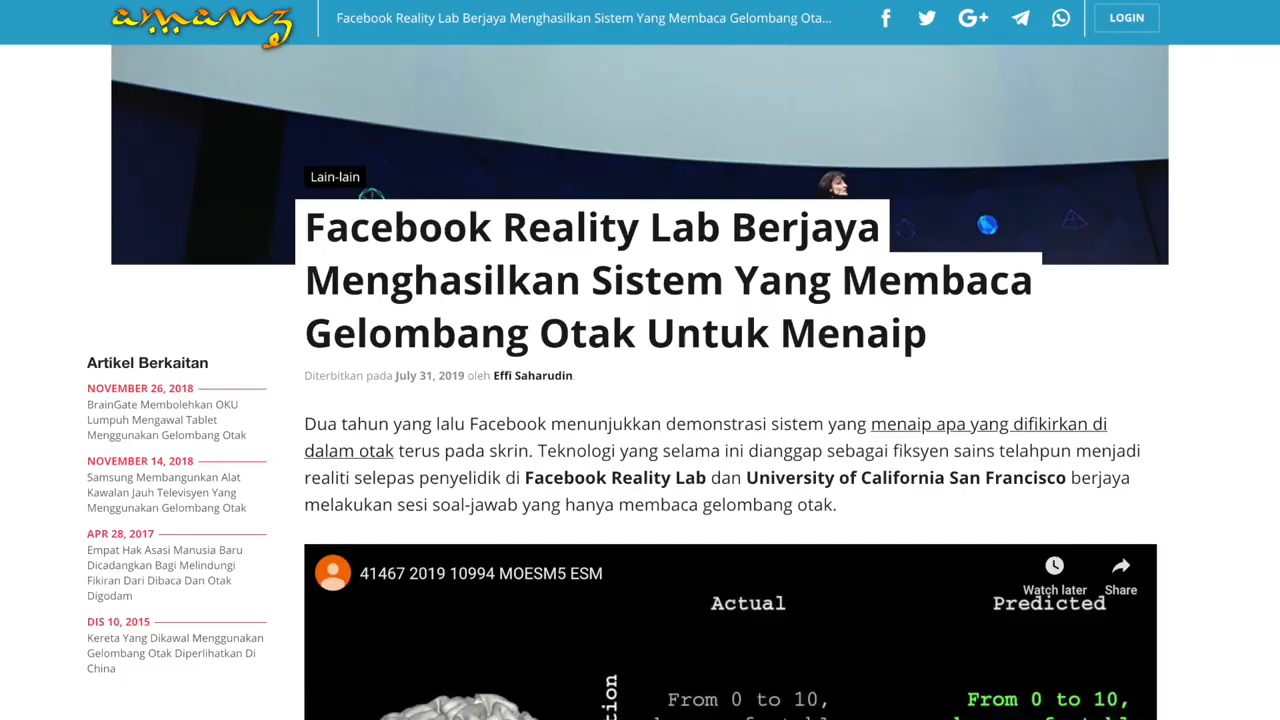 amanz
Facebook Reality Lab Berjaya Menghasilkan Sistem Yang Membaca Gelombang Ota...
LOGIN
Lain-lain
Facebook Reality Lab Berjaya
Menghasilkan Sistem Yang Membaca
Gelombang Otak Untuk Menaip
Diterbitkan pada July 31, 2019 oleh Effi Saharudin.
Artikel Berkaitan
NOVEMBER 26, 2018
BrainGate Membolehkan OKU
Lumpuh Mengawal Tablet
Menggunakan Gelombang Otak
NOVEMBER 14, 2018
Samsung Membangunkan Alat
Kawalan Jauh Televisyen Yang
Menggunakan Gelombang Otak
APR 28, 2017
Empat Hak Asasi Manusia Baru
Dicadangkan Bagi Melindungi
Fikiran Dari Dibaca Dan Otak
Digodam
DIS 10, 2015
Kereta Yang Dikawal Menggunakan
Gelombang Otak Diperlihatkan Di
China
Dua tahun yang lalu Facebook menunjukkan demonstrasi sistem yang menaip apa yang difikirkan di
dalam otak terus pada skrin. Teknologi yang selama ini dianggap sebagai fiksyen sains telahpun menjadi
realiti selepas penyelidik di Facebook Reality Lab dan University of California San Francisco berjaya
melakukan sesi soal-jawab yang hanya membaca gelombang otak.
41467 2019 10994 MOESM5 ESM
Watch later
Share
Actual
Predicted
From 0 to 10,
From 0 to 10,